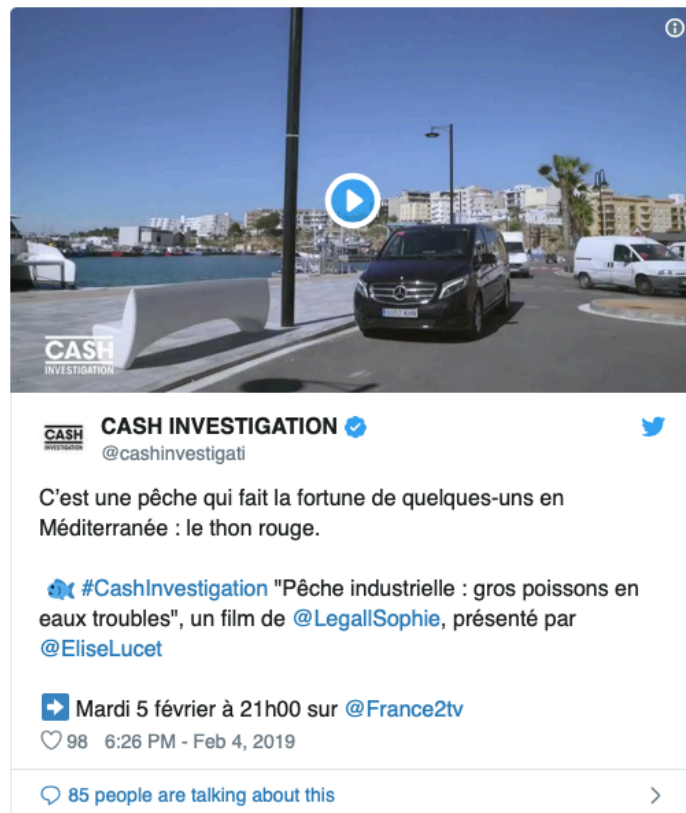 CASH
INVESTIGATION
CASH INVESTIGATION
@cashinvestigati
CASH
INVESTIGATION
C'est une pêche qui fait la fortune de quelques-uns en
Méditerranée : le thon rouge.
#CashInvestigation "Pêche industrielle : gros poissons en
eaux troubles", un film de @LegallSophie, présenté par
@EliseLucet
Mardi 5 février à 21h00 sur @France2tv
98 6:26 PM - Feb 4, 2019
85 people are talking about this